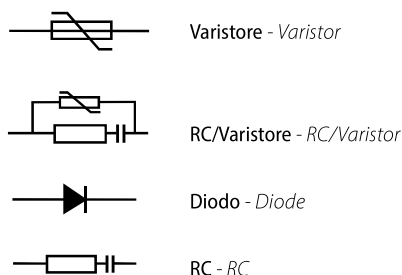 Varistore - Varistor
RC/Varistore - RC/Varistor
Diodo - Diode
RC - RC